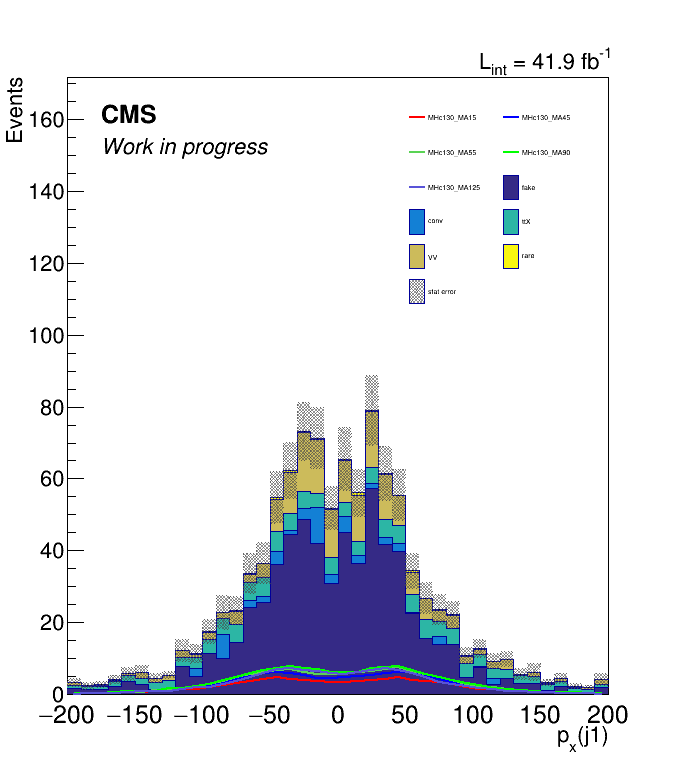 L_int = 41.9 fb^-1
Events
CMS
Work in progress
MHc130_MA15
MHc130_MA45
MHc130_MA55
MHc130_MA90
MHc130_MA125
fake
conv
ttX
VV
rare
stat error
160
140
120
100
80
60
40
20
0
−200 −150 −100 −50 0 50 100 150 200
p_x(j1)